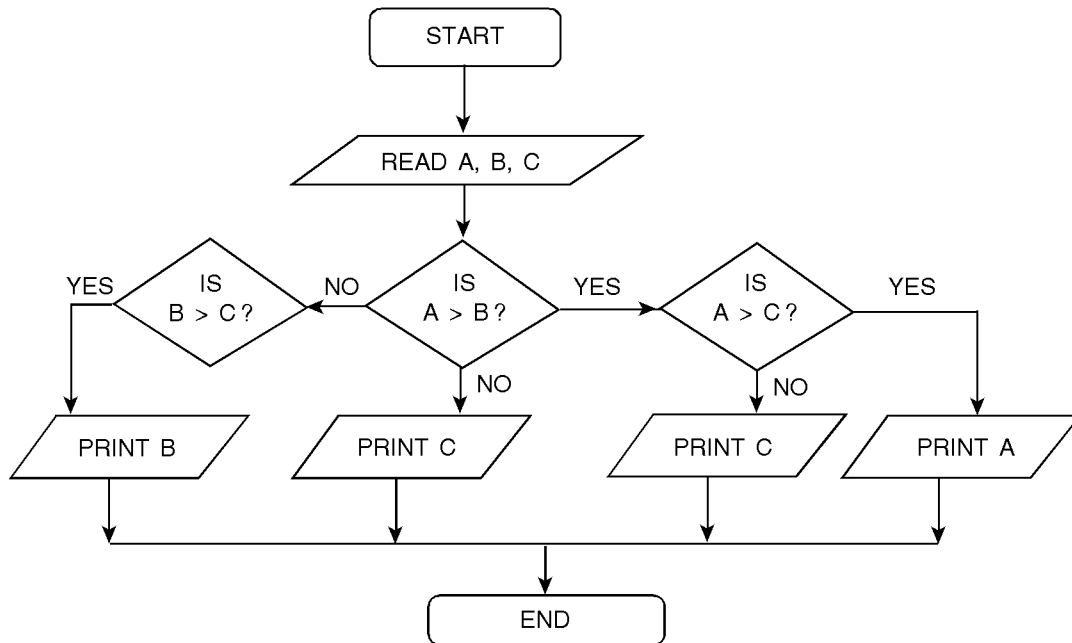 START
READ A, B, C
YES
IS
B > C?
NO
IS
A > B?
YES
IS
A > C?
YES
NO
NO
PRINT B
PRINT C
PRINT C
PRINT A
END